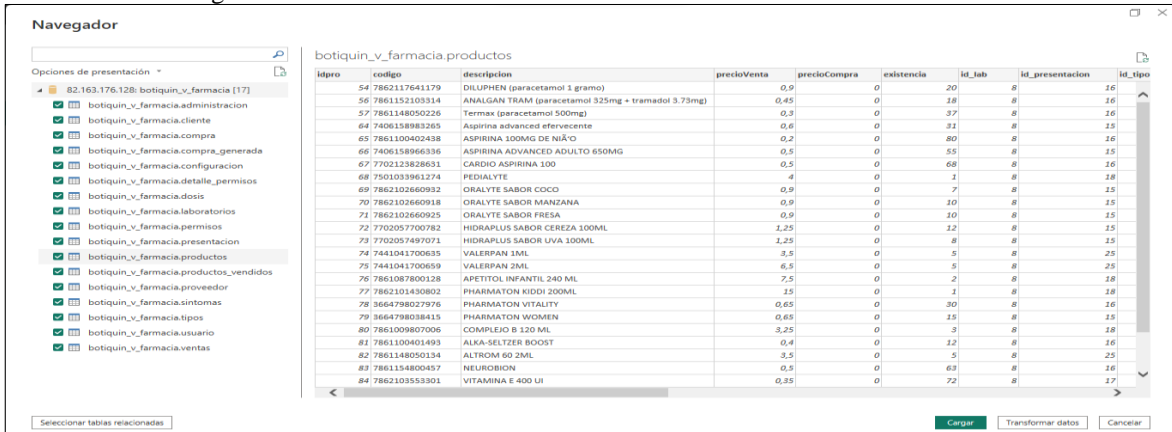 Navegador
Opciones de presentación
82.163.176.128: botiquin_v_farmacia [17]
botiquin_v_farmacia.administracion
botiquin_v_farmacia.cliente
botiquin_v_farmacia.compra
botiquin_v_farmacia.compra_generada
botiquin_v_farmacia.configuracion
botiquin_v_farmacia.detalle_permisos
botiquin_v_farmacia.dosis
botiquin_v_farmacia.laboratorios
botiquin_v_farmacia.permisos
botiquin_v_farmacia.presentacion
botiquin_v_farmacia.productos
botiquin_v_farmacia.productos_vendidos
botiquin_v_farmacia.proveedor
botiquin_v_farmacia.sintomas
botiquin_v_farmacia.tipos
botiquin_v_farmacia.usuario
botiquin_v_farmacia.ventas
botiquin_v_farmacia.productos
idpro codigo descripcion precioVenta precioCompra existencia id_lab id_presentacion id_tipo
54 7862117641179 DILUPHEN (paracetamol 1 gramo) 0,9 0 20 8 16
56 7861152103314 ANALGAN TRAM (paracetamol 325mg + tramadol 3.73mg) 0,45 0 18 8 16
57 7861148050226 Termax (paracetamol 500mg) 0,3 0 37 8 16
64 7406158983265 Aspirina advanced efervecente 0,6 0 31 8 15
65 7861100402438 ASPIRINA 100MG DE NIÃ'O 0,2 0 80 8 16
66 7406158966336 ASPIRINA ADVANCED ADULTO 650MG 0,5 0 55 8 15
67 7702123828631 CARDIO ASPIRINA 100 0,5 0 68 8 16
68 7501033961274 PEDIALYTE 4 0 1 8 18
69 7862102660932 ORALYTE SABOR COCO 0,9 0 7 8 15
70 7862102660918 ORALYTE SABOR MANZANA 0,9 0 10 8 15
71 7862102660925 ORALYTE SABOR FRESA 0,9 0 10 8 15
72 7702057700782 HIDRAPLUS SABOR CEREZA 100ML 1,25 0 12 8 15
73 7702057497071 HIDRAPLUS SABOR UVA 100ML 1,25 0 8 8 15
74 7441041700635 VALERPAN 1ML 3,5 0 5 8 25
75 7441041700659 VALERPAN 2ML 6,5 0 5 8 25
76 7861087800128 APETITOL INFANTIL 240 ML 7,5 0 2 8 18
77 7862101430802 PHARMATON KIDDI 200ML 15 0 1 8 18
78 3664798027976 PHARMATON VITALITY 0,65 0 30 8 16
79 3664798038415 PHARMATON WOMEN 0,65 0 15 8 15
80 7861009807006 COMPLEJO B 120 ML 3,25 0 3 8 18
81 7861100401493 ALKA-SELTZER BOOST 0,4 0 12 8 16
82 7861148050134 ALTROM 60 2ML 3,5 0 5 8 25
83 7861154800457 NEUROBION 0,5 0 63 8 16
84 7862103553301 VITAMINA E 400 UI 0,35 0 72 8 17
Seleccionar tablas relacionadas
Cargar Transformar datos Cancelar